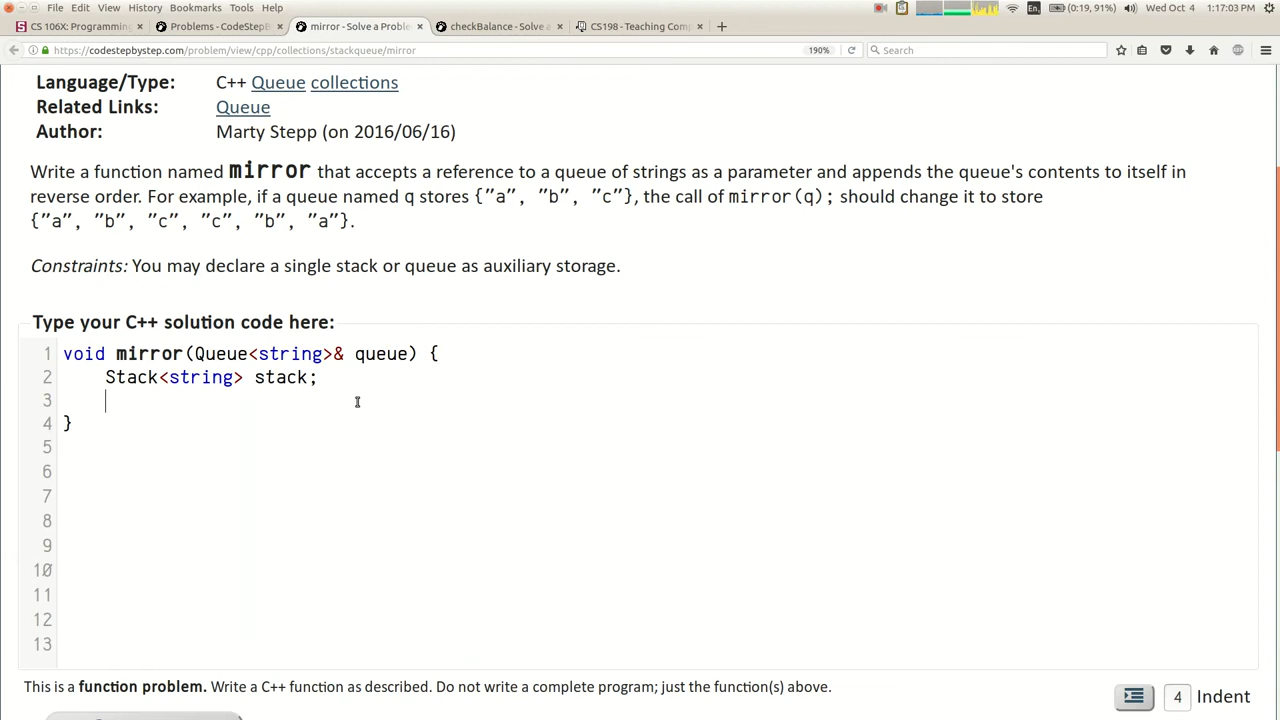 File Edit View History Bookmarks Tools Help (0:19, 91%) Wed Oct 4 1:17:03 PM
CS 106X: Programming × Problems - CodeStepB × mirror - Solve a Proble × checkBalance - Solve a × CS198 - Teaching Comp ×
https://codestepbystep.com/problem/view/cpp/collections/stackqueue/mirror 190% Search
Language/Type: C++ Queue collections
Related Links: Queue
Author: Marty Stepp (on 2016/06/16)
Write a function named mirror that accepts a reference to a queue of strings as a parameter and appends the queue's contents to itself in
reverse order. For example, if a queue named q stores {"a", "b", "c"}, the call of mirror(q); should change it to store
{"a", "b", "c", "c", "b", "a"}.
Constraints: You may declare a single stack or queue as auxiliary storage.
Type your C++ solution code here:
1 void mirror(Queue<string>& queue) {
2 Stack<string> stack;
3
4 }
5
6
7
8
9
10
11
12
13
This is a function problem. Write a C++ function as described. Do not write a complete program; just the function(s) above.
4 Indent